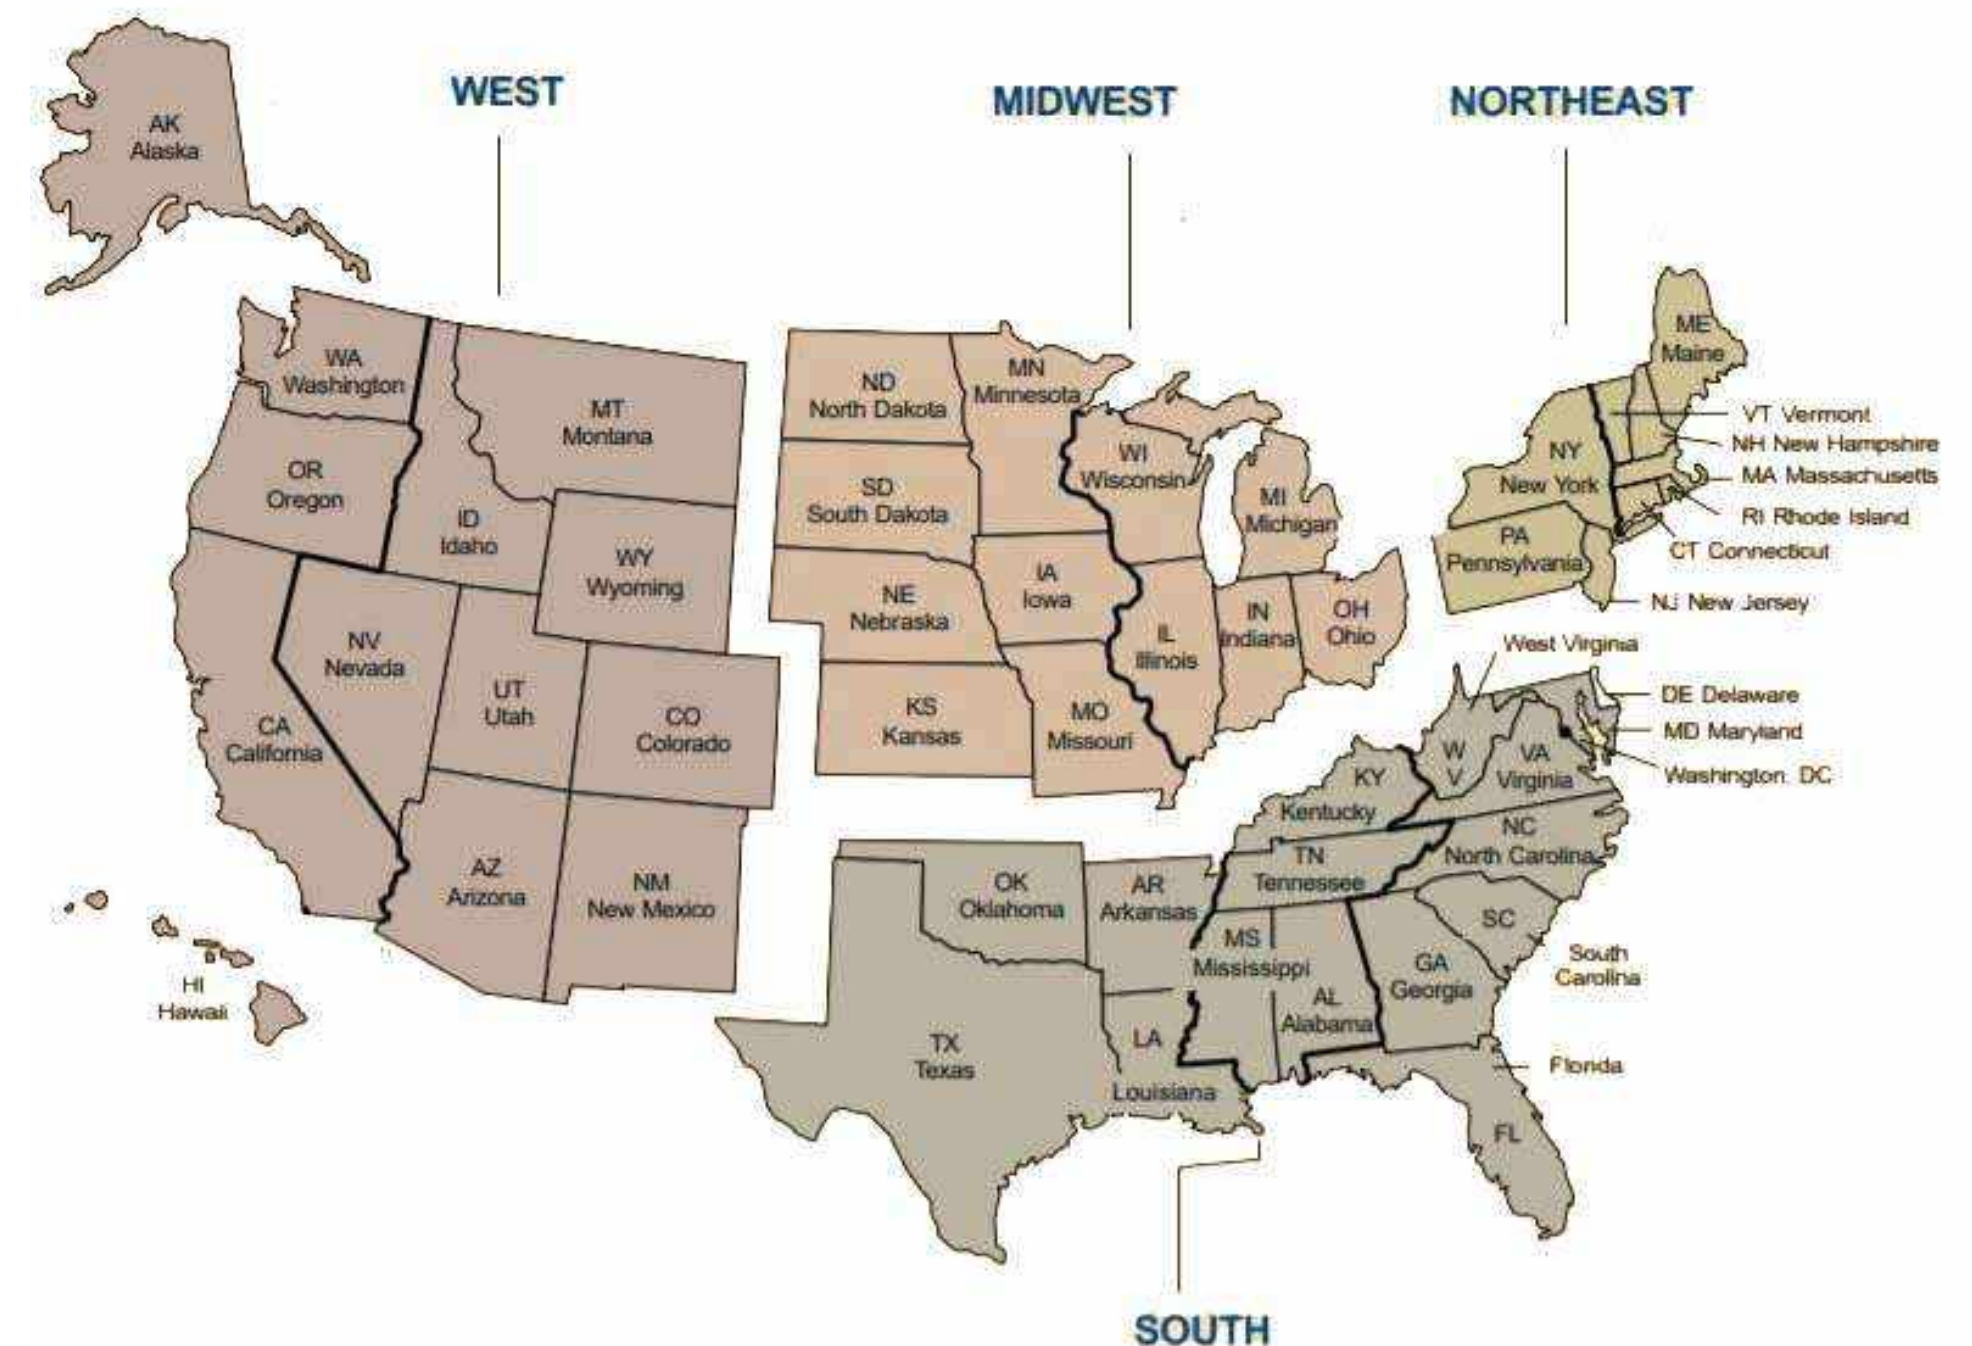 WEST
MIDWEST
NORTHEAST
AK
Alaska
WA
Washington
MT
Montana
OR
Oregon
ID
Idaho
WY
Wyoming
NV
Nevada
UT
Utah
CO
Colorado
CA
California
AZ
Arizona
NM
New Mexico
HI
Hawaii
ND
North Dakota
MN
Minnesota
SD
South Dakota
WI
Wisconsin
MI
Michigan
NE
Nebraska
IA
Iowa
IL
Illinois
IN
Indiana
OH
Ohio
KS
Kansas
MO
Missouri
ME
Maine
VT Vermont
NH New Hampshire
MA Massachusetts
RI Rhode Island
CT Connecticut
NY
New York
PA
Pennsylvania
NJ New Jersey
West Virginia
DE Delaware
MD Maryland
Washington DC
W
V
VA
Virginia
KY
Kentucky
NC
North Carolina
TN
Tennessee
OK
Oklahoma
AR
Arkansas
SC
South
Carolina
MS
Mississippi
GA
Georgia
AL
Alabama
TX
Texas
LA
Louisiana
Florida
FL
SOUTH